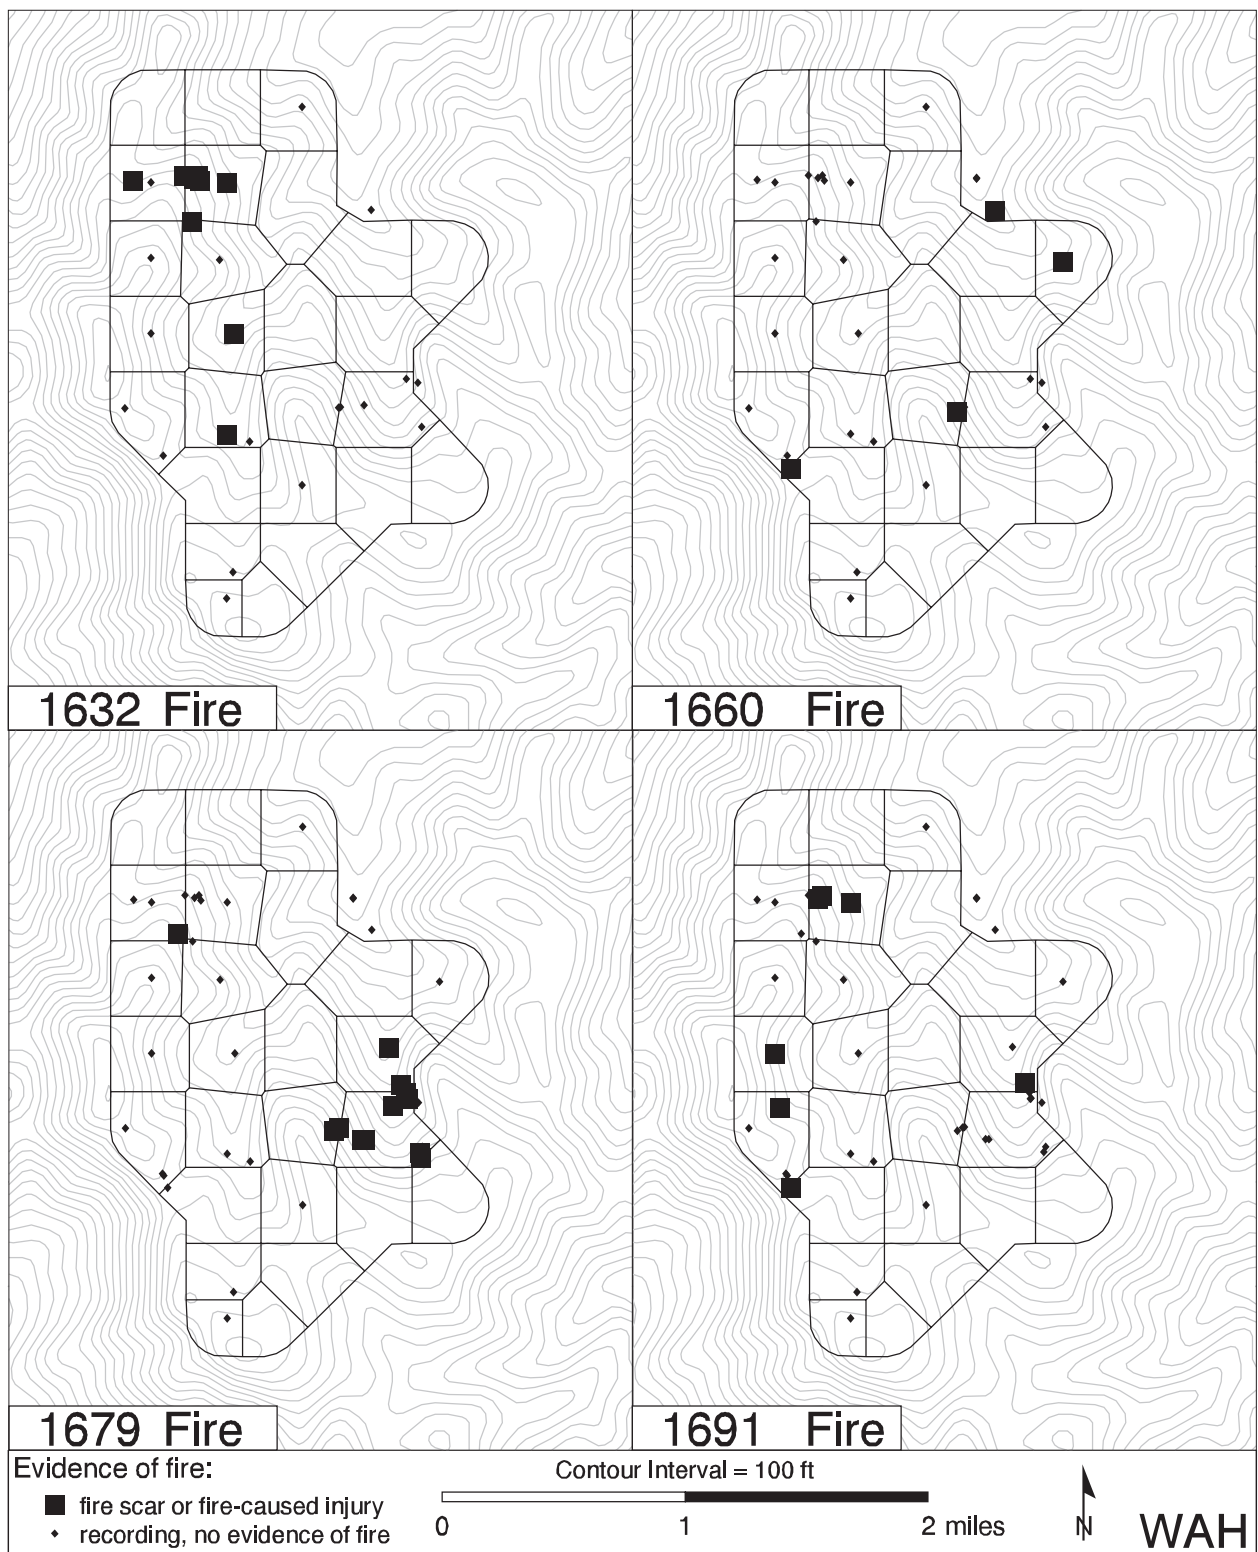 1632 Fire
1660 Fire
1679 Fire
1691 Fire
Evidence of fire:
fire scar or fire-caused injury
recording, no evidence of fire
Contour Interval = 100 ft
0 1 2 miles
N
WAH